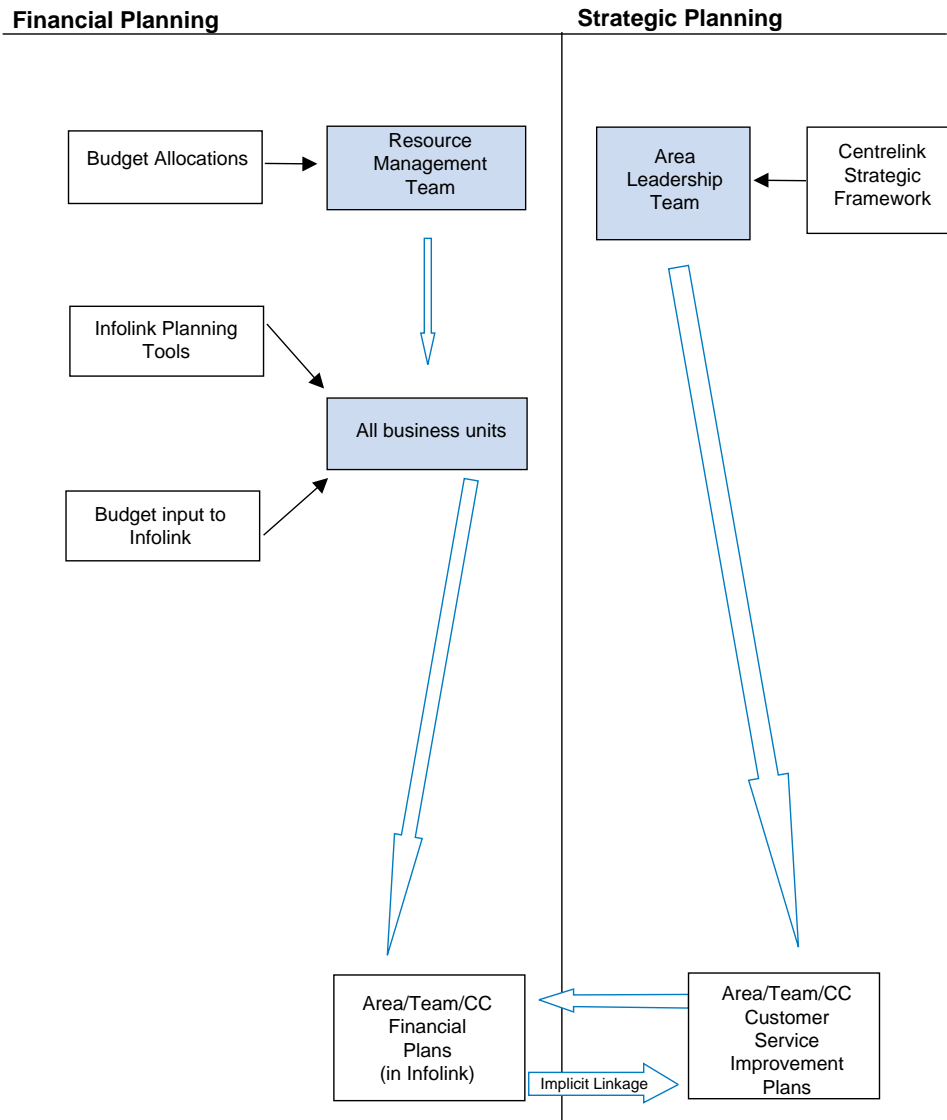 Financial Planning
Strategic Planning
Budget Allocations
Resource
Management
Team
Area
Leadership
Team
Centrelink
Strategic
Framework
Infolink Planning
Tools
All business units
Budget input to
Infolink
Area/Team/CC
Financial
Plans
(in Infolink)
Implicit Linkage
Area/Team/CC
Customer
Service
Improvement
Plans